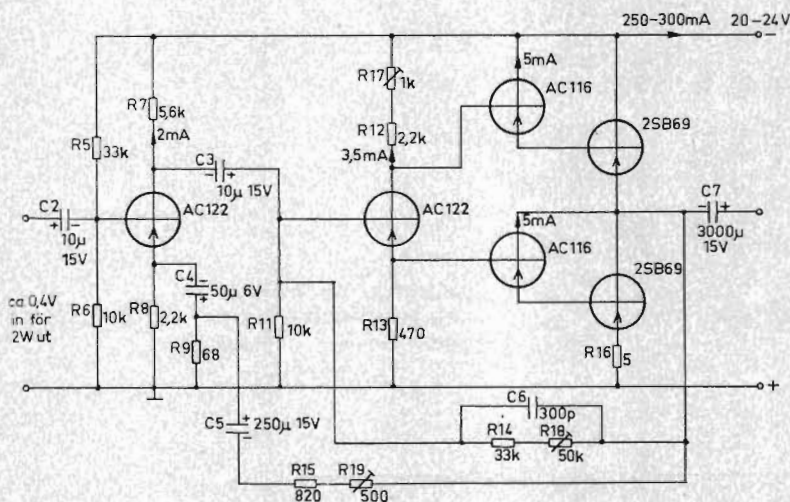 250-300mA
20-24V
−
R17
1k
5mA
AC116
R7
5,6k
2mA
R12
2,2k
2SB69
R5
33k
C3
− +
10µ 15V
3,5mA
C7
− +
3000µ
15V
C2
+ −
10µ
15V
AC122
AC122
5mA
AC116
2SB69
C4
−
+
50µ 6V
ca 0,4V
in för
2W ut
R6
10k
R8
2,2k
R9
68
R11
10k
R13
470
R16
5
+
C6
300p
C5
+
−
250µ 15V
R14
33k
R18
50k
R15
820
R19
500